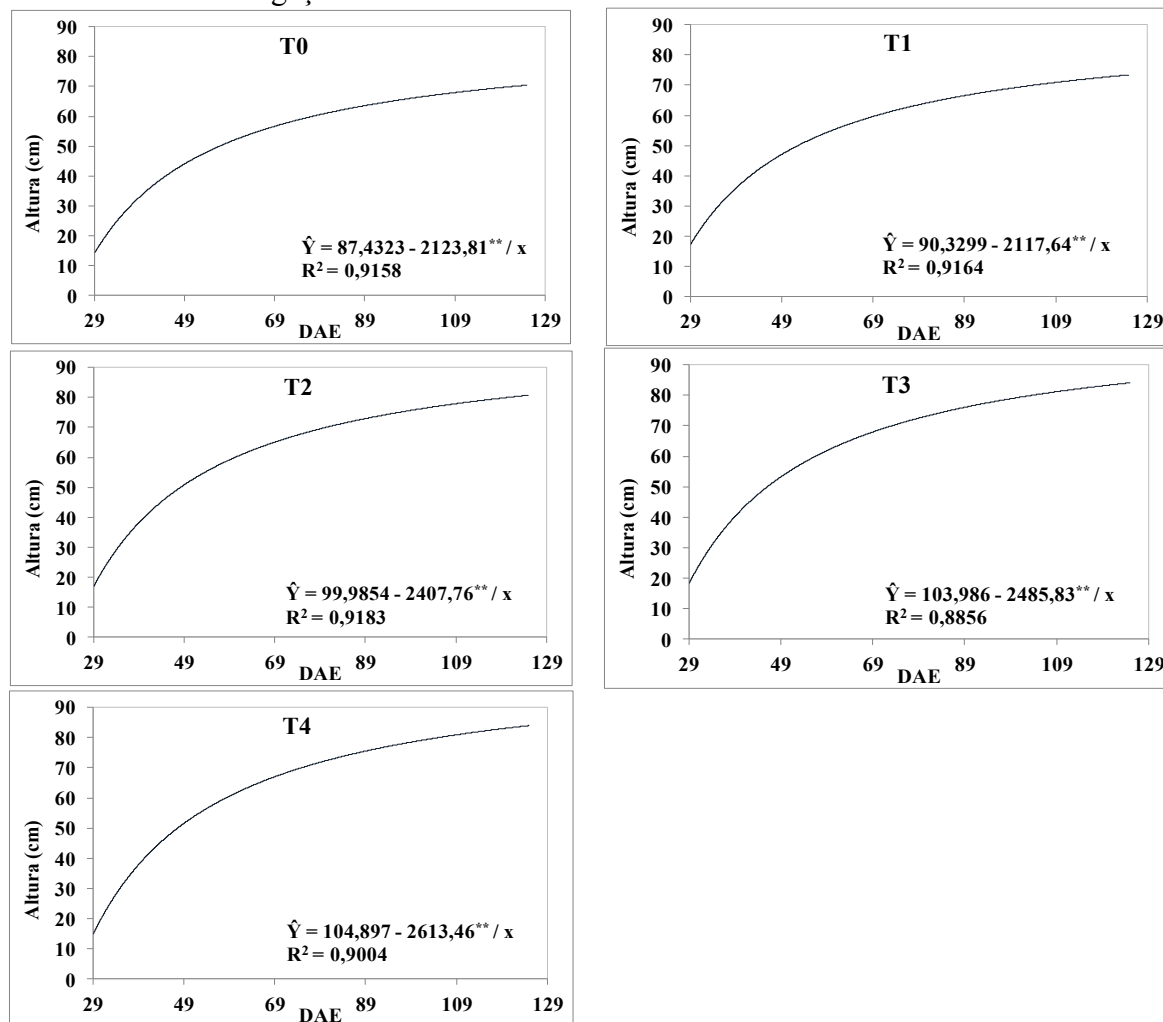 T0
Altura (cm)
90
80
70
60
50
40
30
20
10
0
Ŷ = 87,4323 - 2123,81** / x
R² = 0,9158
29 49 69 89 109 129
DAE
T1
Altura (cm)
90
80
70
60
50
40
30
20
10
0
Ŷ = 90,3299 - 2117,64** / x
R² = 0,9164
29 49 69 89 109 129
DAE
T2
Altura (cm)
90
80
70
60
50
40
30
20
10
0
Ŷ = 99,9854 - 2407,76** / x
R² = 0,9183
29 49 69 89 109 129
DAE
T3
Altura (cm)
90
80
70
60
50
40
30
20
10
0
Ŷ = 103,986 - 2485,83** / x
R² = 0,8856
29 49 69 89 109 129
DAE
T4
Altura (cm)
90
80
70
60
50
40
30
20
10
0
Ŷ = 104,897 - 2613,46** / x
R² = 0,9004
29 49 69 89 109 129
DAE